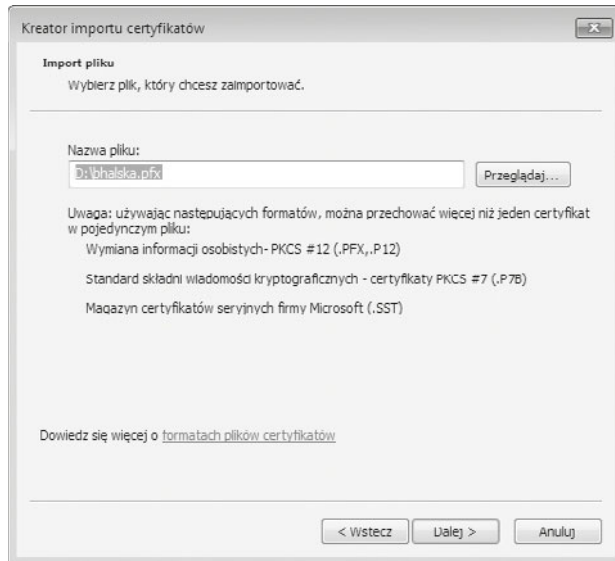 Kreator importu certyfikatów
Import pliku
Wybierz plik, który chcesz zaimportować.
Nazwa pliku:
D:\bhalska.pfx
Przeglądaj...
Uwaga: używając następujących formatów, można przechować więcej niż jeden certyfikat
w pojedynczym pliku:
Wymiana informacji osobistych- PKCS #12 (.PFX,.P12)
Standard składni wiadomości kryptograficznych - certyfikaty PKCS #7 (.P7B)
Magazyn certyfikatów seryjnych firmy Microsoft (.SST)
Dowiedz się więcej o formatach plików certyfikatów
< Wstecz
Dalej >
Anuluj